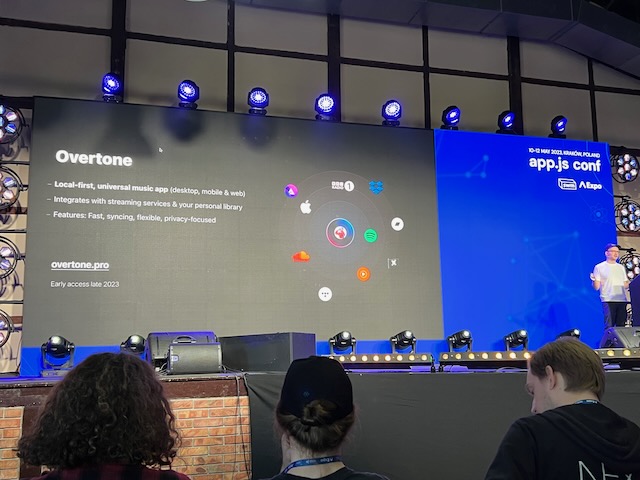 Overtone
– Local-first, universal music app (desktop, mobile & web)
– Integrates with streaming services & your personal library
– Features: Fast, syncing, flexible, privacy-focused
overtone.pro
Early access late 2023
BBC
1
10-12 MAY 2023, KRAKÓW, POLAND
app.js conf
Expo